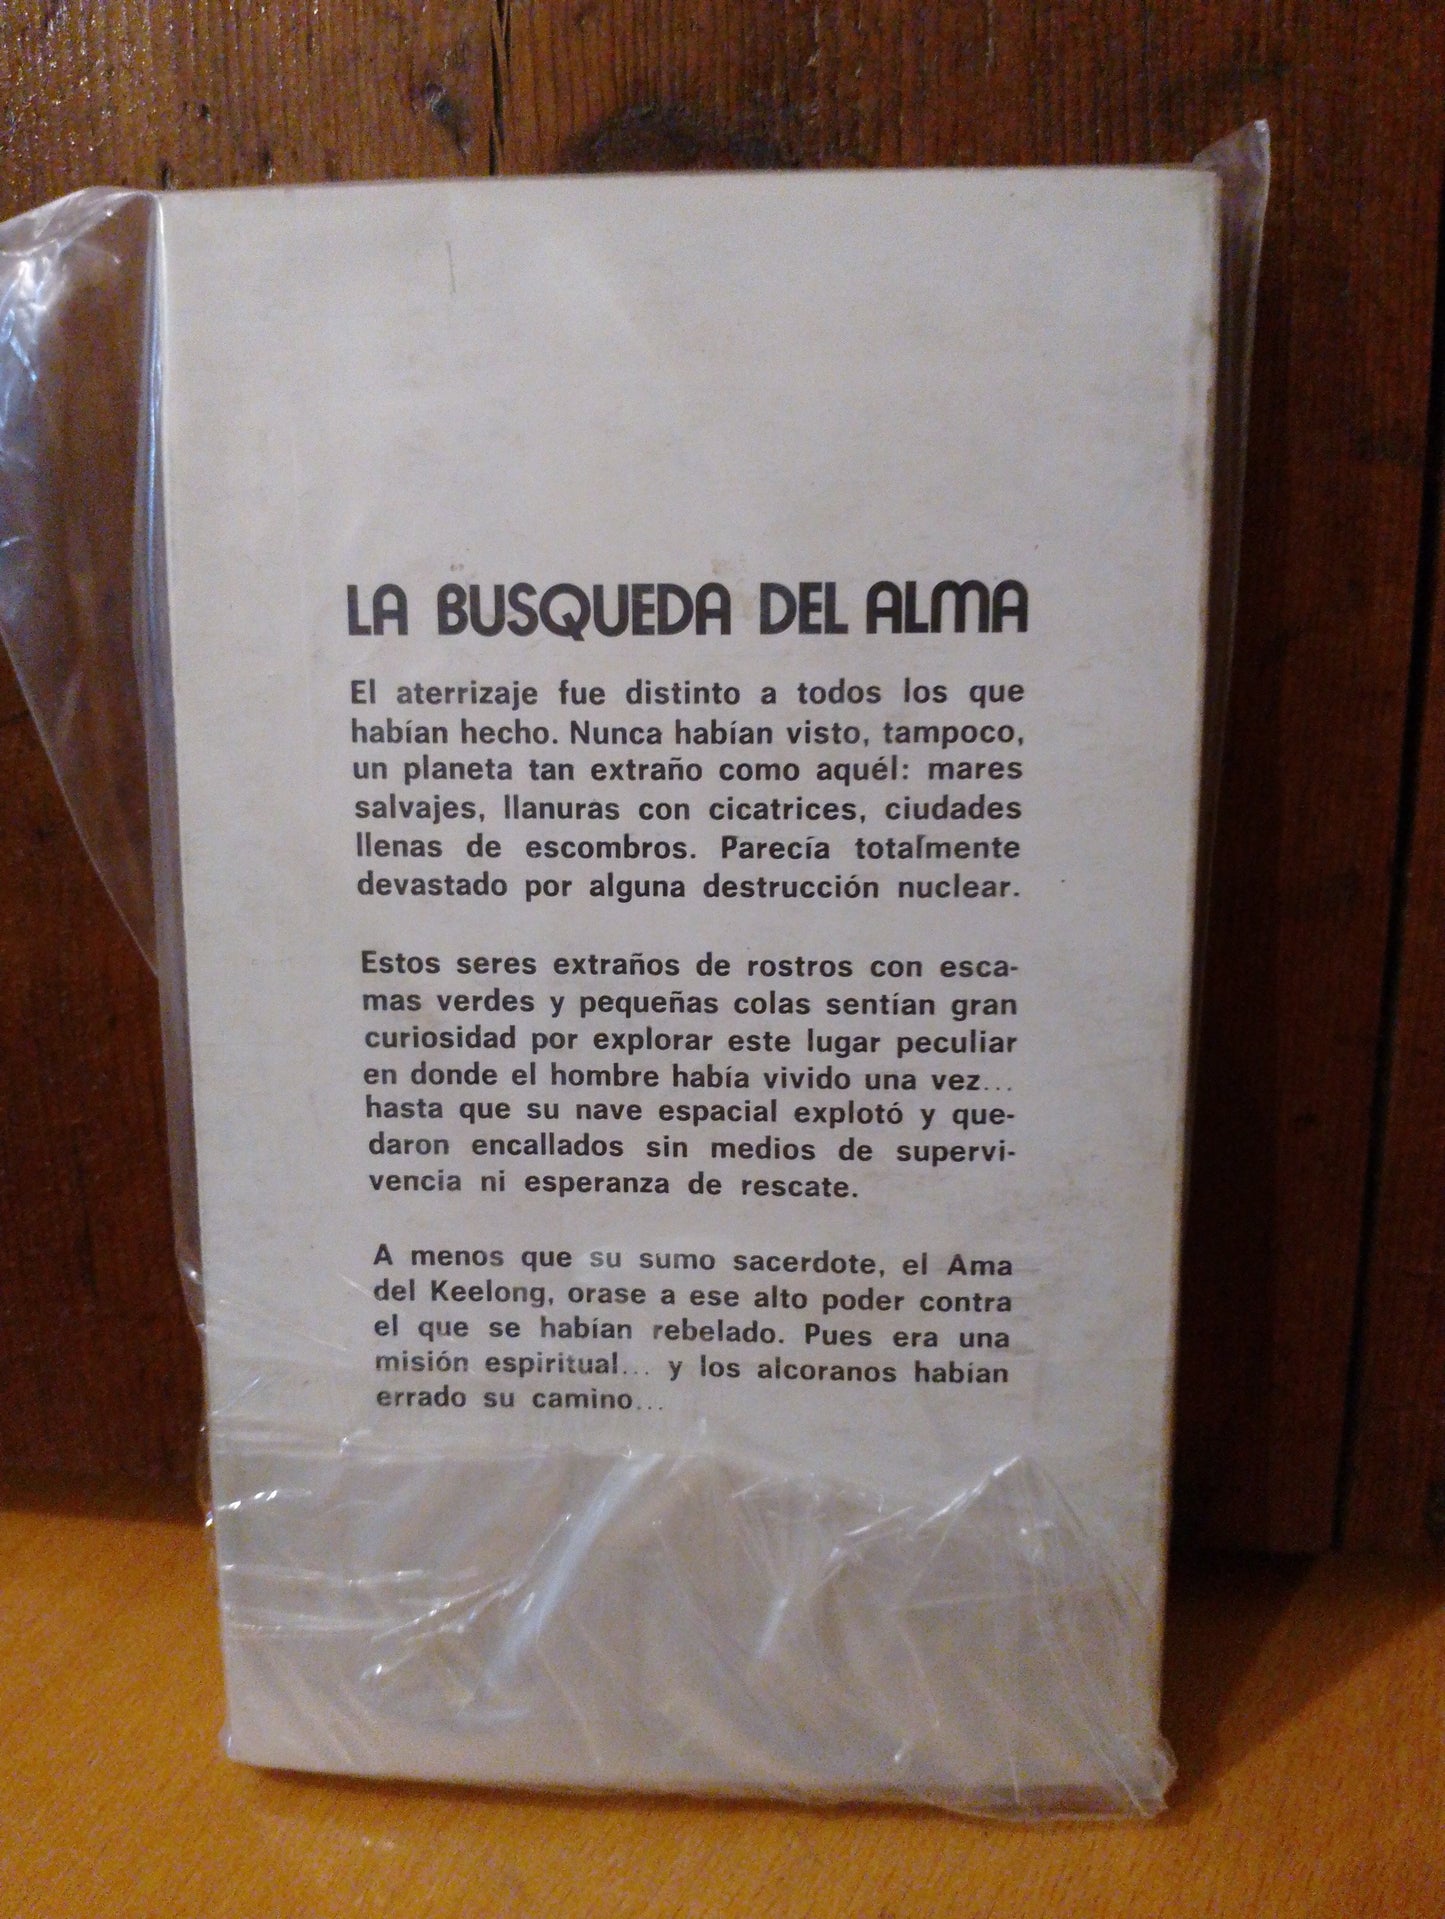 LA BUSQUEDA DEL ALMA
El aterrizaje fue distinto a todos los que
habían hecho. Nunca habían visto, tampoco,
un planeta tan extraño como aquél: mares
salvajes, llanuras con cicatrices, ciudades
llenas de escombros. Parecía totalmente
devastado por alguna destrucción nuclear.
Estos seres extraños de rostros con esca-
mas verdes y pequeñas colas sentían gran
curiosidad por explorar este lugar peculiar
en donde el hombre había vivido una vez...
hasta que su nave espacial explotó y que-
daron encallados sin medios de supervi-
vencia ni esperanza de rescate.
A menos que su sumo sacerdote, el Ama
del Keelong, orase a ese alto poder contra
el que se habían rebelado. Pues era una
misión espiritual... y los alcoranos habían
errado su camino...